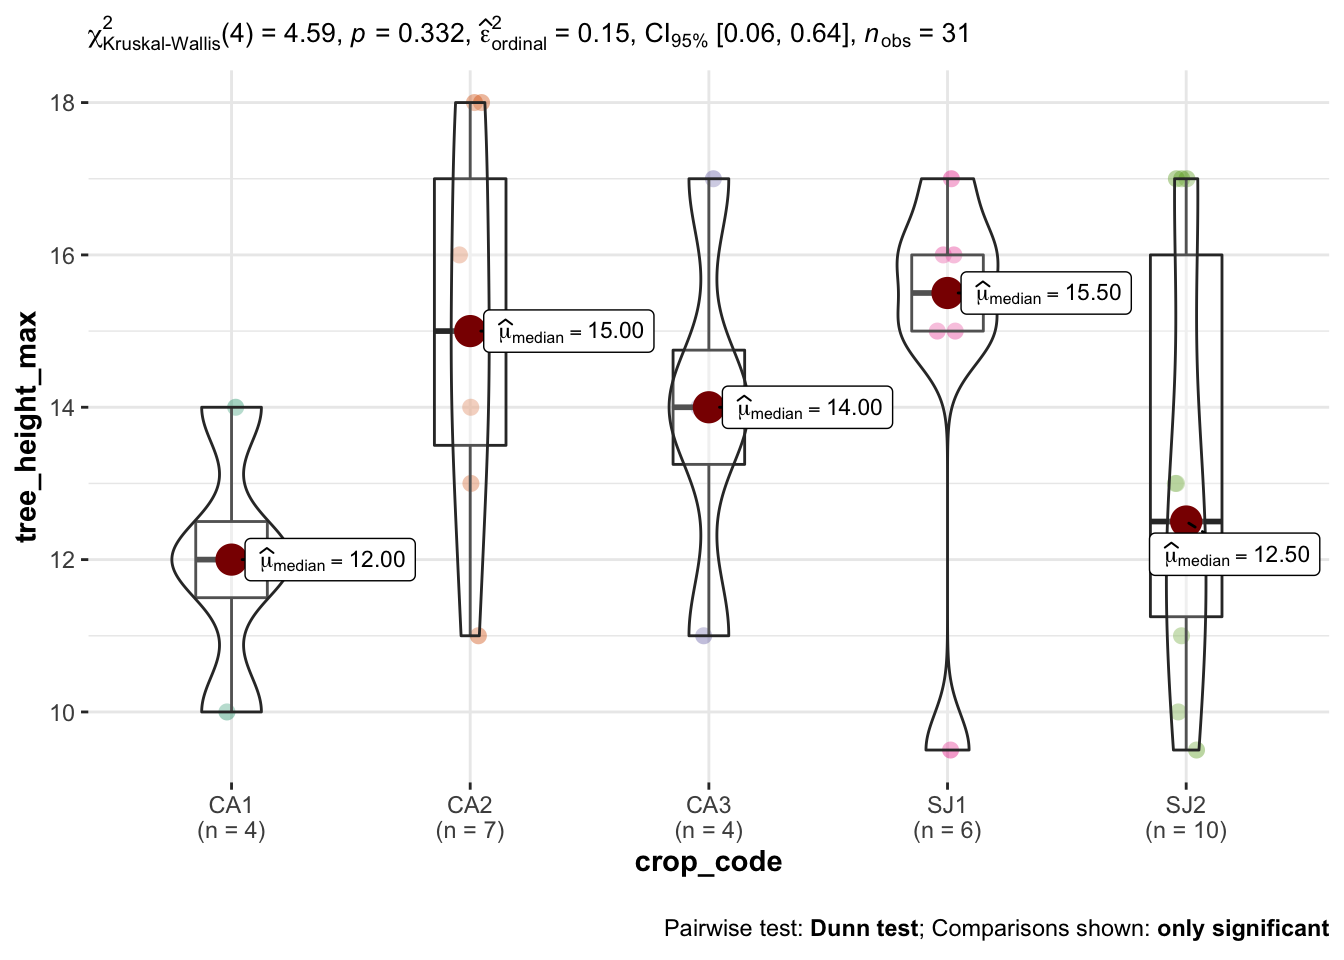 χ²Kruskal-Wallis(4) = 4.59, p = 0.332, ε̂²ordinal = 0.15, CI95% [0.06, 0.64], nobs = 31
18
16
14
12
10
tree_height_max
μ̂median = 12.00
μ̂median = 15.00
μ̂median = 14.00
μ̂median = 15.50
μ̂median = 12.50
CA1 CA2 CA3 SJ1 SJ2
(n = 4) (n = 7) (n = 4) (n = 6) (n = 10)
crop_code
Pairwise test: Dunn test; Comparisons shown: only significant